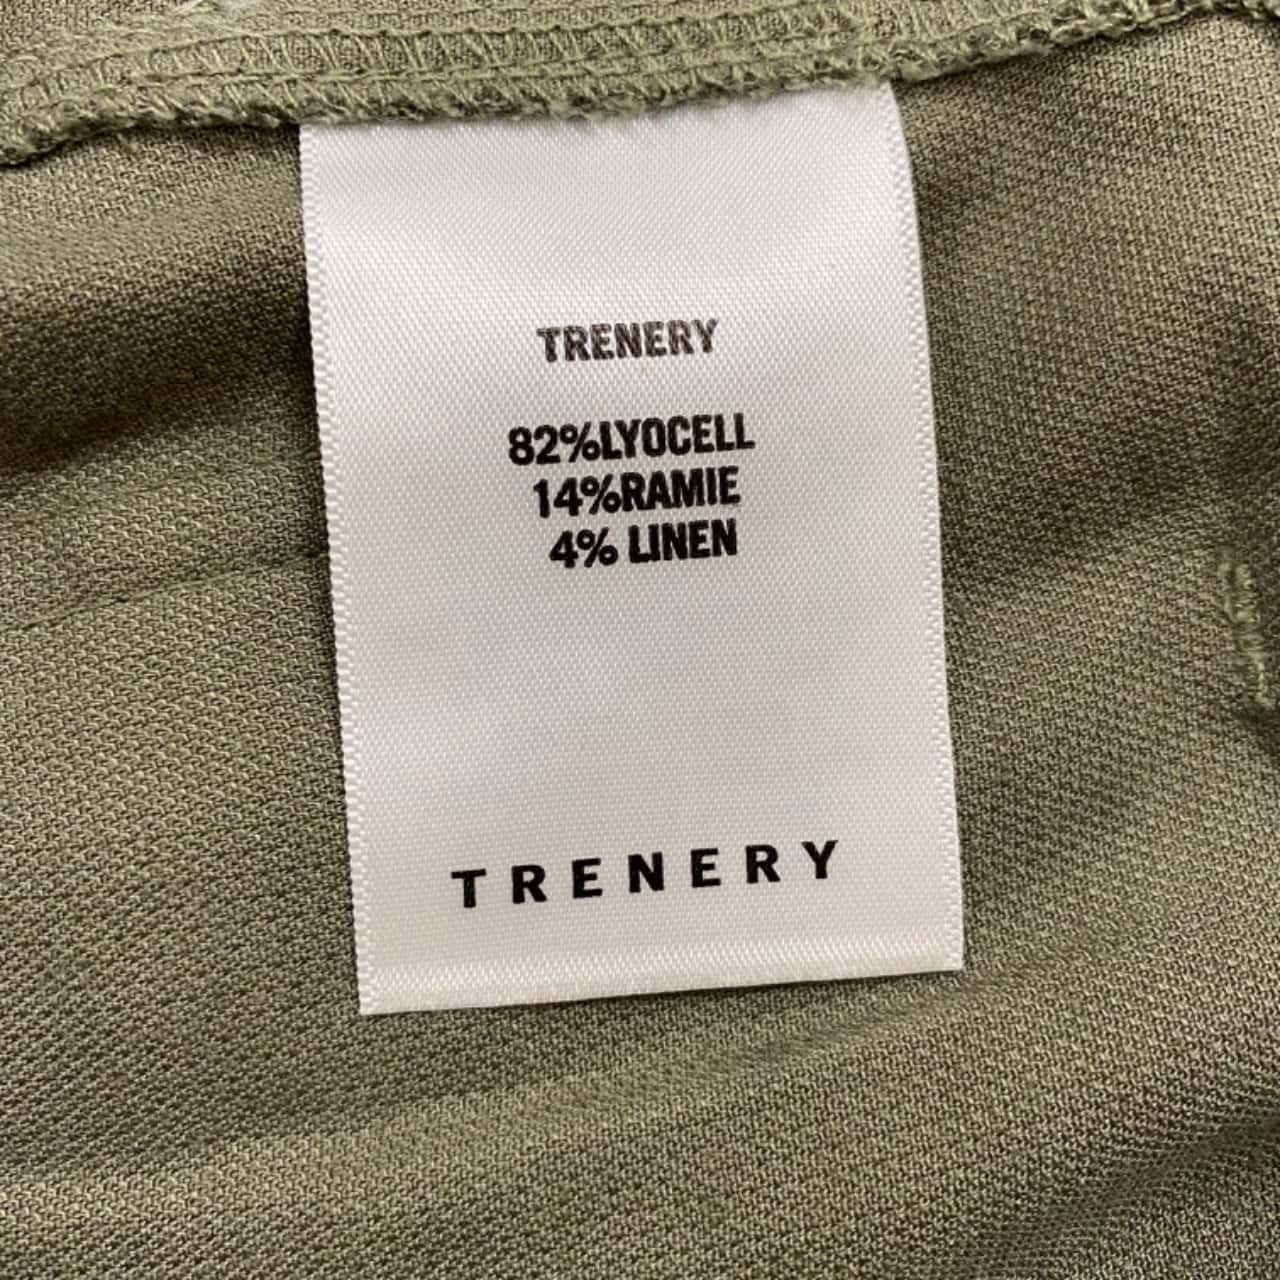 TRENERY
82%LYOCELL
14%RAMIE
4% LINEN
TRENERY